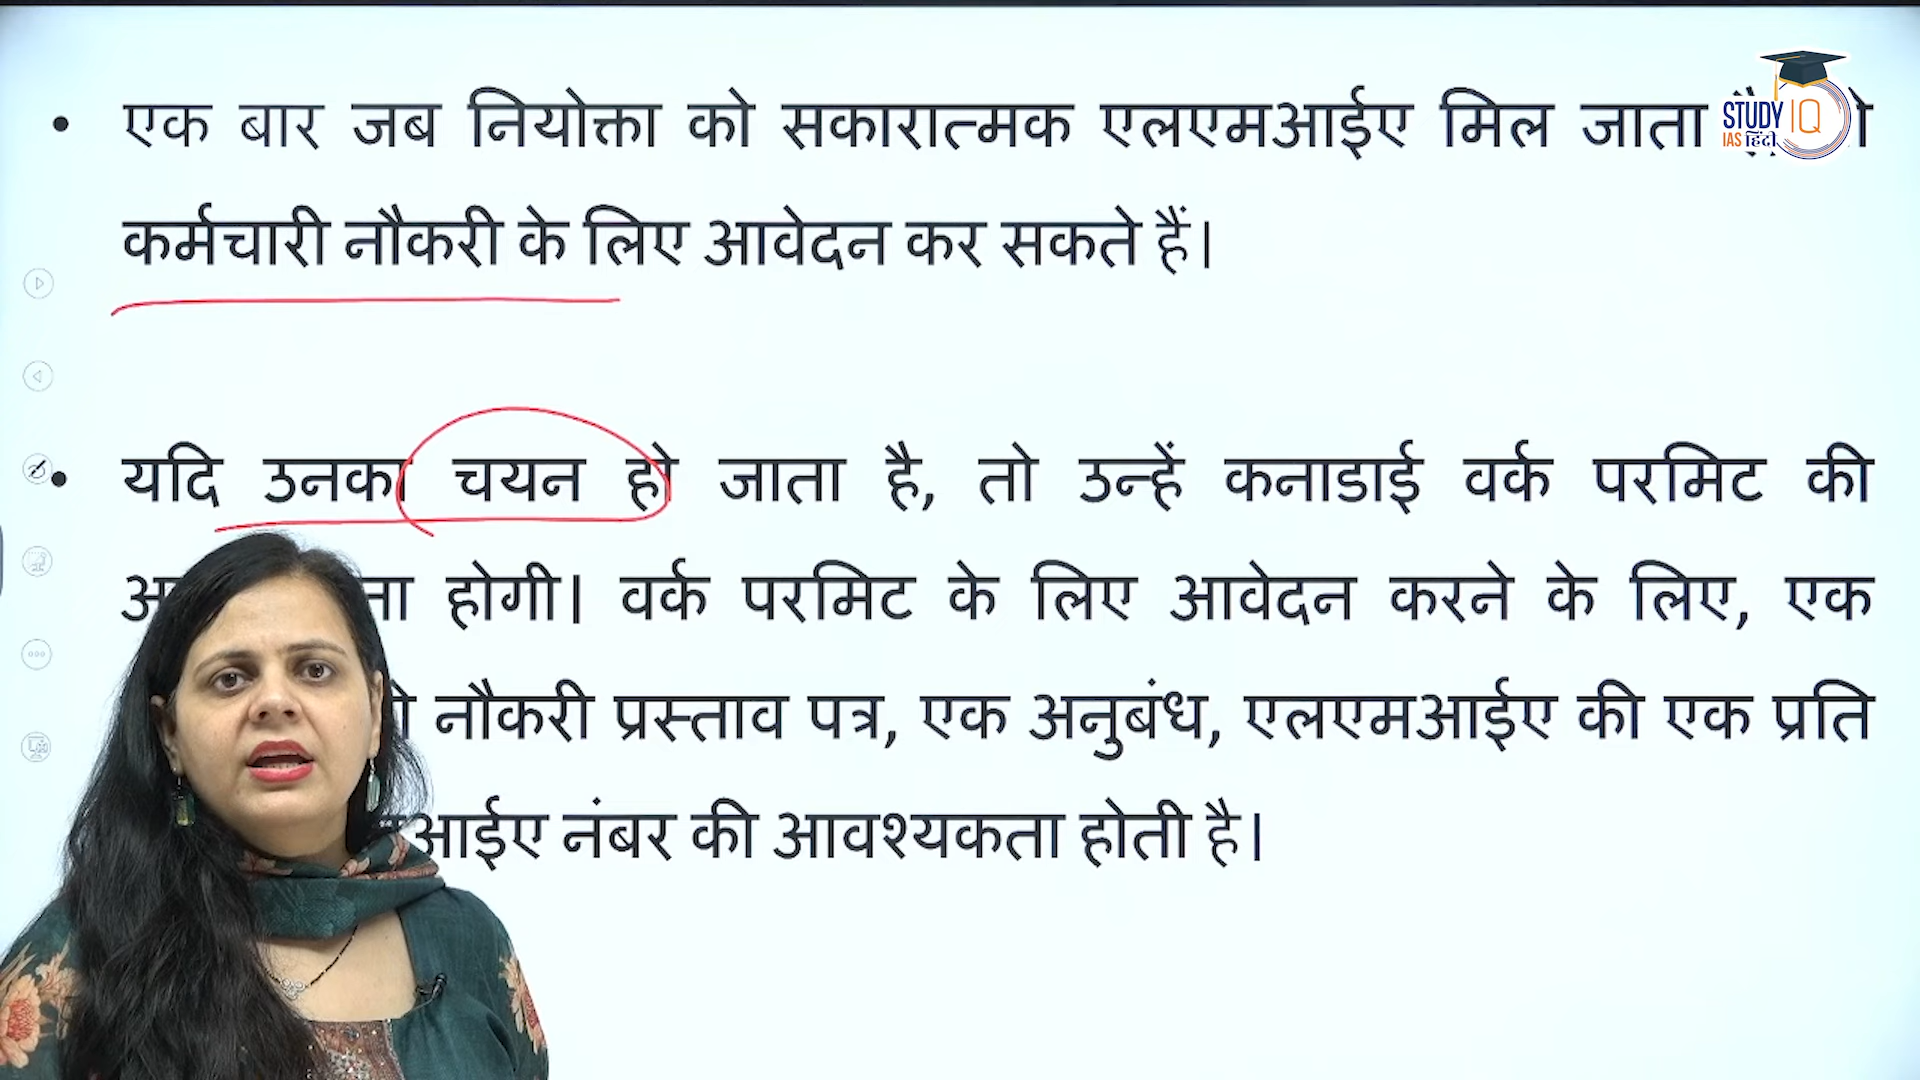 • एक बार जब नियोक्ता को सकारात्मक एलएमआईए मिल जाता
कर्मचारी नौकरी के लिए आवेदन कर सकते हैं।
• यदि उनका चयन हो जाता है, तो उन्हें कनाडाई वर्क परमिट की
होगी। वर्क परमिट के लिए आवेदन करने के लिए, एक
नौकरी प्रस्ताव पत्र, एक अनुबंध, एलएमआईए की एक प्रति
नंबर की आवश्यकता होती है।
STUDY IQ
IAS हिंदी